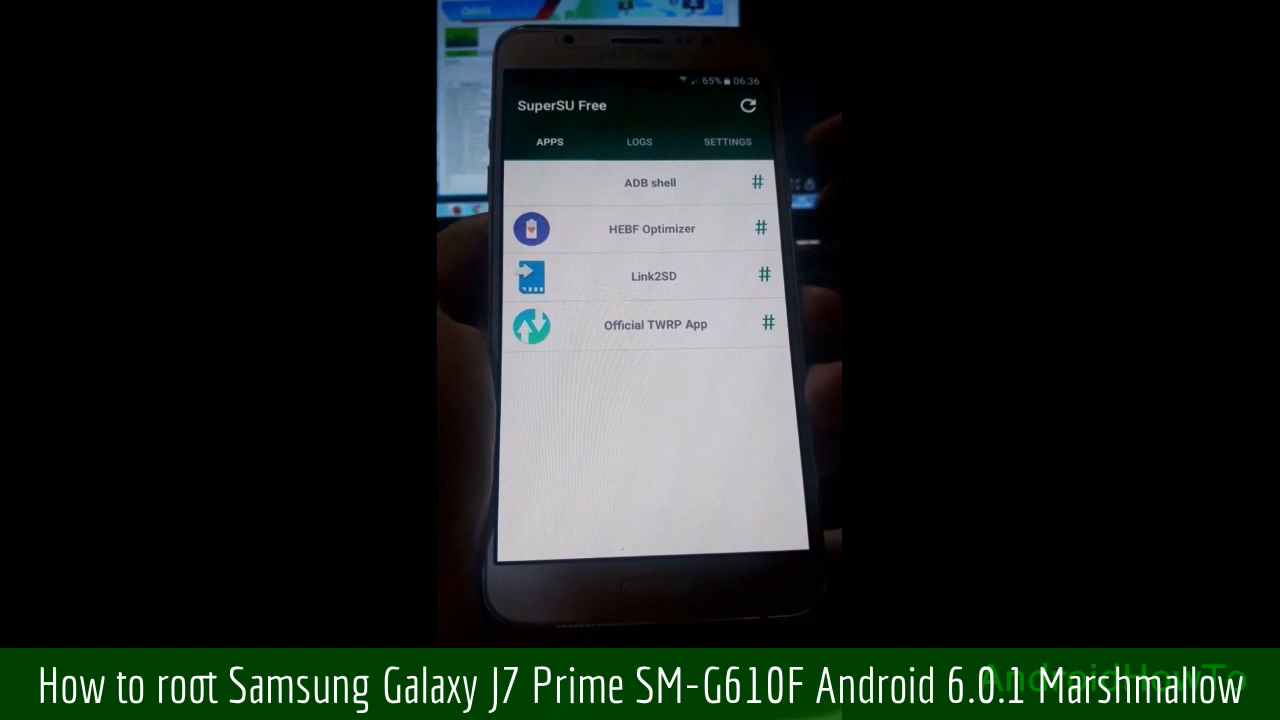 65% 06:36
SuperSU Free
APPS LOGS SETTINGS
ADB shell #
HEBF Optimizer #
Link2SD #
Official TWRP App #
How to root Samsung Galaxy J7 Prime SM-G610F Android 6.0.1 Marshmallow
AndroidHowTo